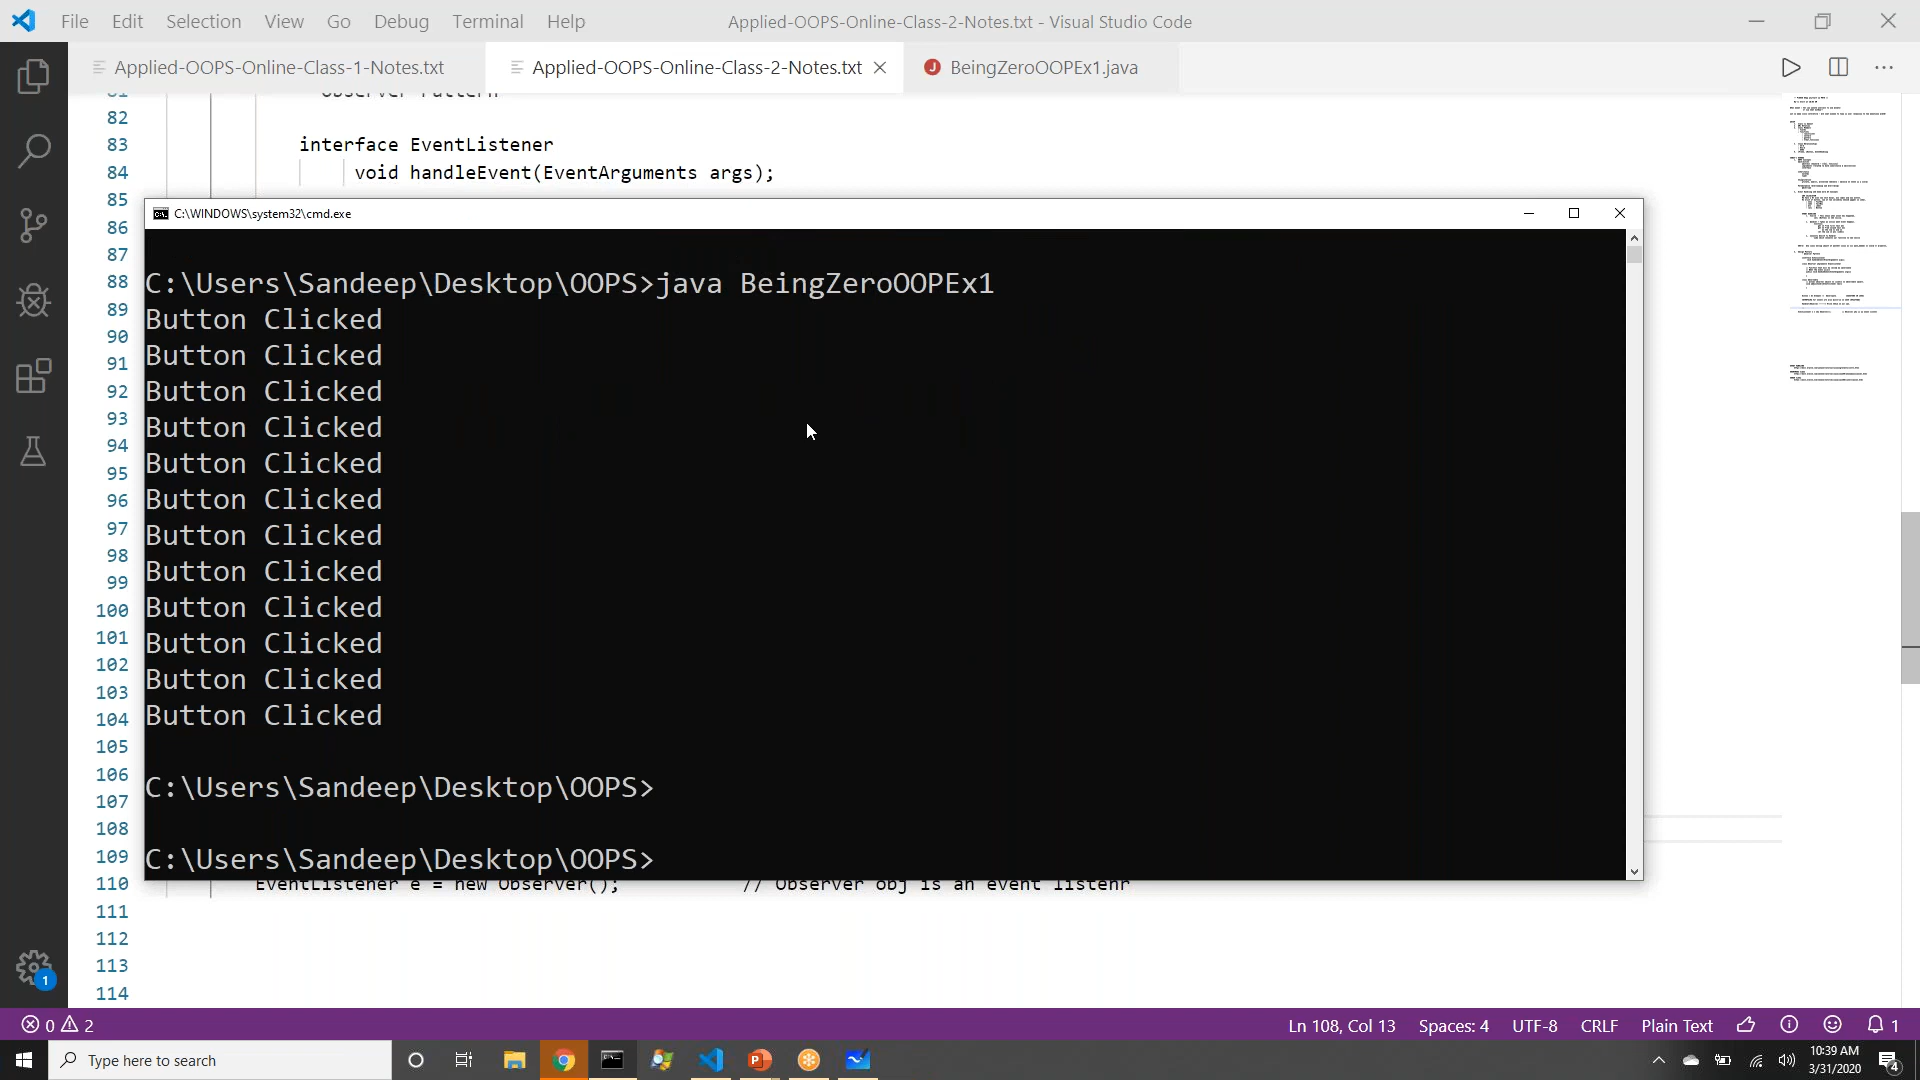 File Edit Selection View Go Debug Terminal Help
Applied-OOPS-Online-Class-2-Notes.txt - Visual Studio Code
Applied-OOPS-Online-Class-1-Notes.txt
Applied-OOPS-Online-Class-2-Notes.txt
BeingZeroOOPEx1.java
81 Observer Pattern
82
83 interface EventListener
84 void handleEvent(EventArguments args);
85
86
87
88
89
90
91
92
93
94
95
96
97
98
99
100
101
102
103
104
105
106
107
108
109
110 EventListener e = new Observer(); // Observer obj is an event listenr
111
112
113
114
C:\WINDOWS\system32\cmd.exe
C:\Users\Sandeep\Desktop\OOPS>java BeingZeroOOPEx1
Button Clicked
Button Clicked
Button Clicked
Button Clicked
Button Clicked
Button Clicked
Button Clicked
Button Clicked
Button Clicked
Button Clicked
Button Clicked
Button Clicked
C:\Users\Sandeep\Desktop\OOPS>
C:\Users\Sandeep\Desktop\OOPS>
1
0 2
Ln 108, Col 13 Spaces: 4 UTF-8 CRLF Plain Text 1
Type here to search
10:39 AM
3/31/2020
4